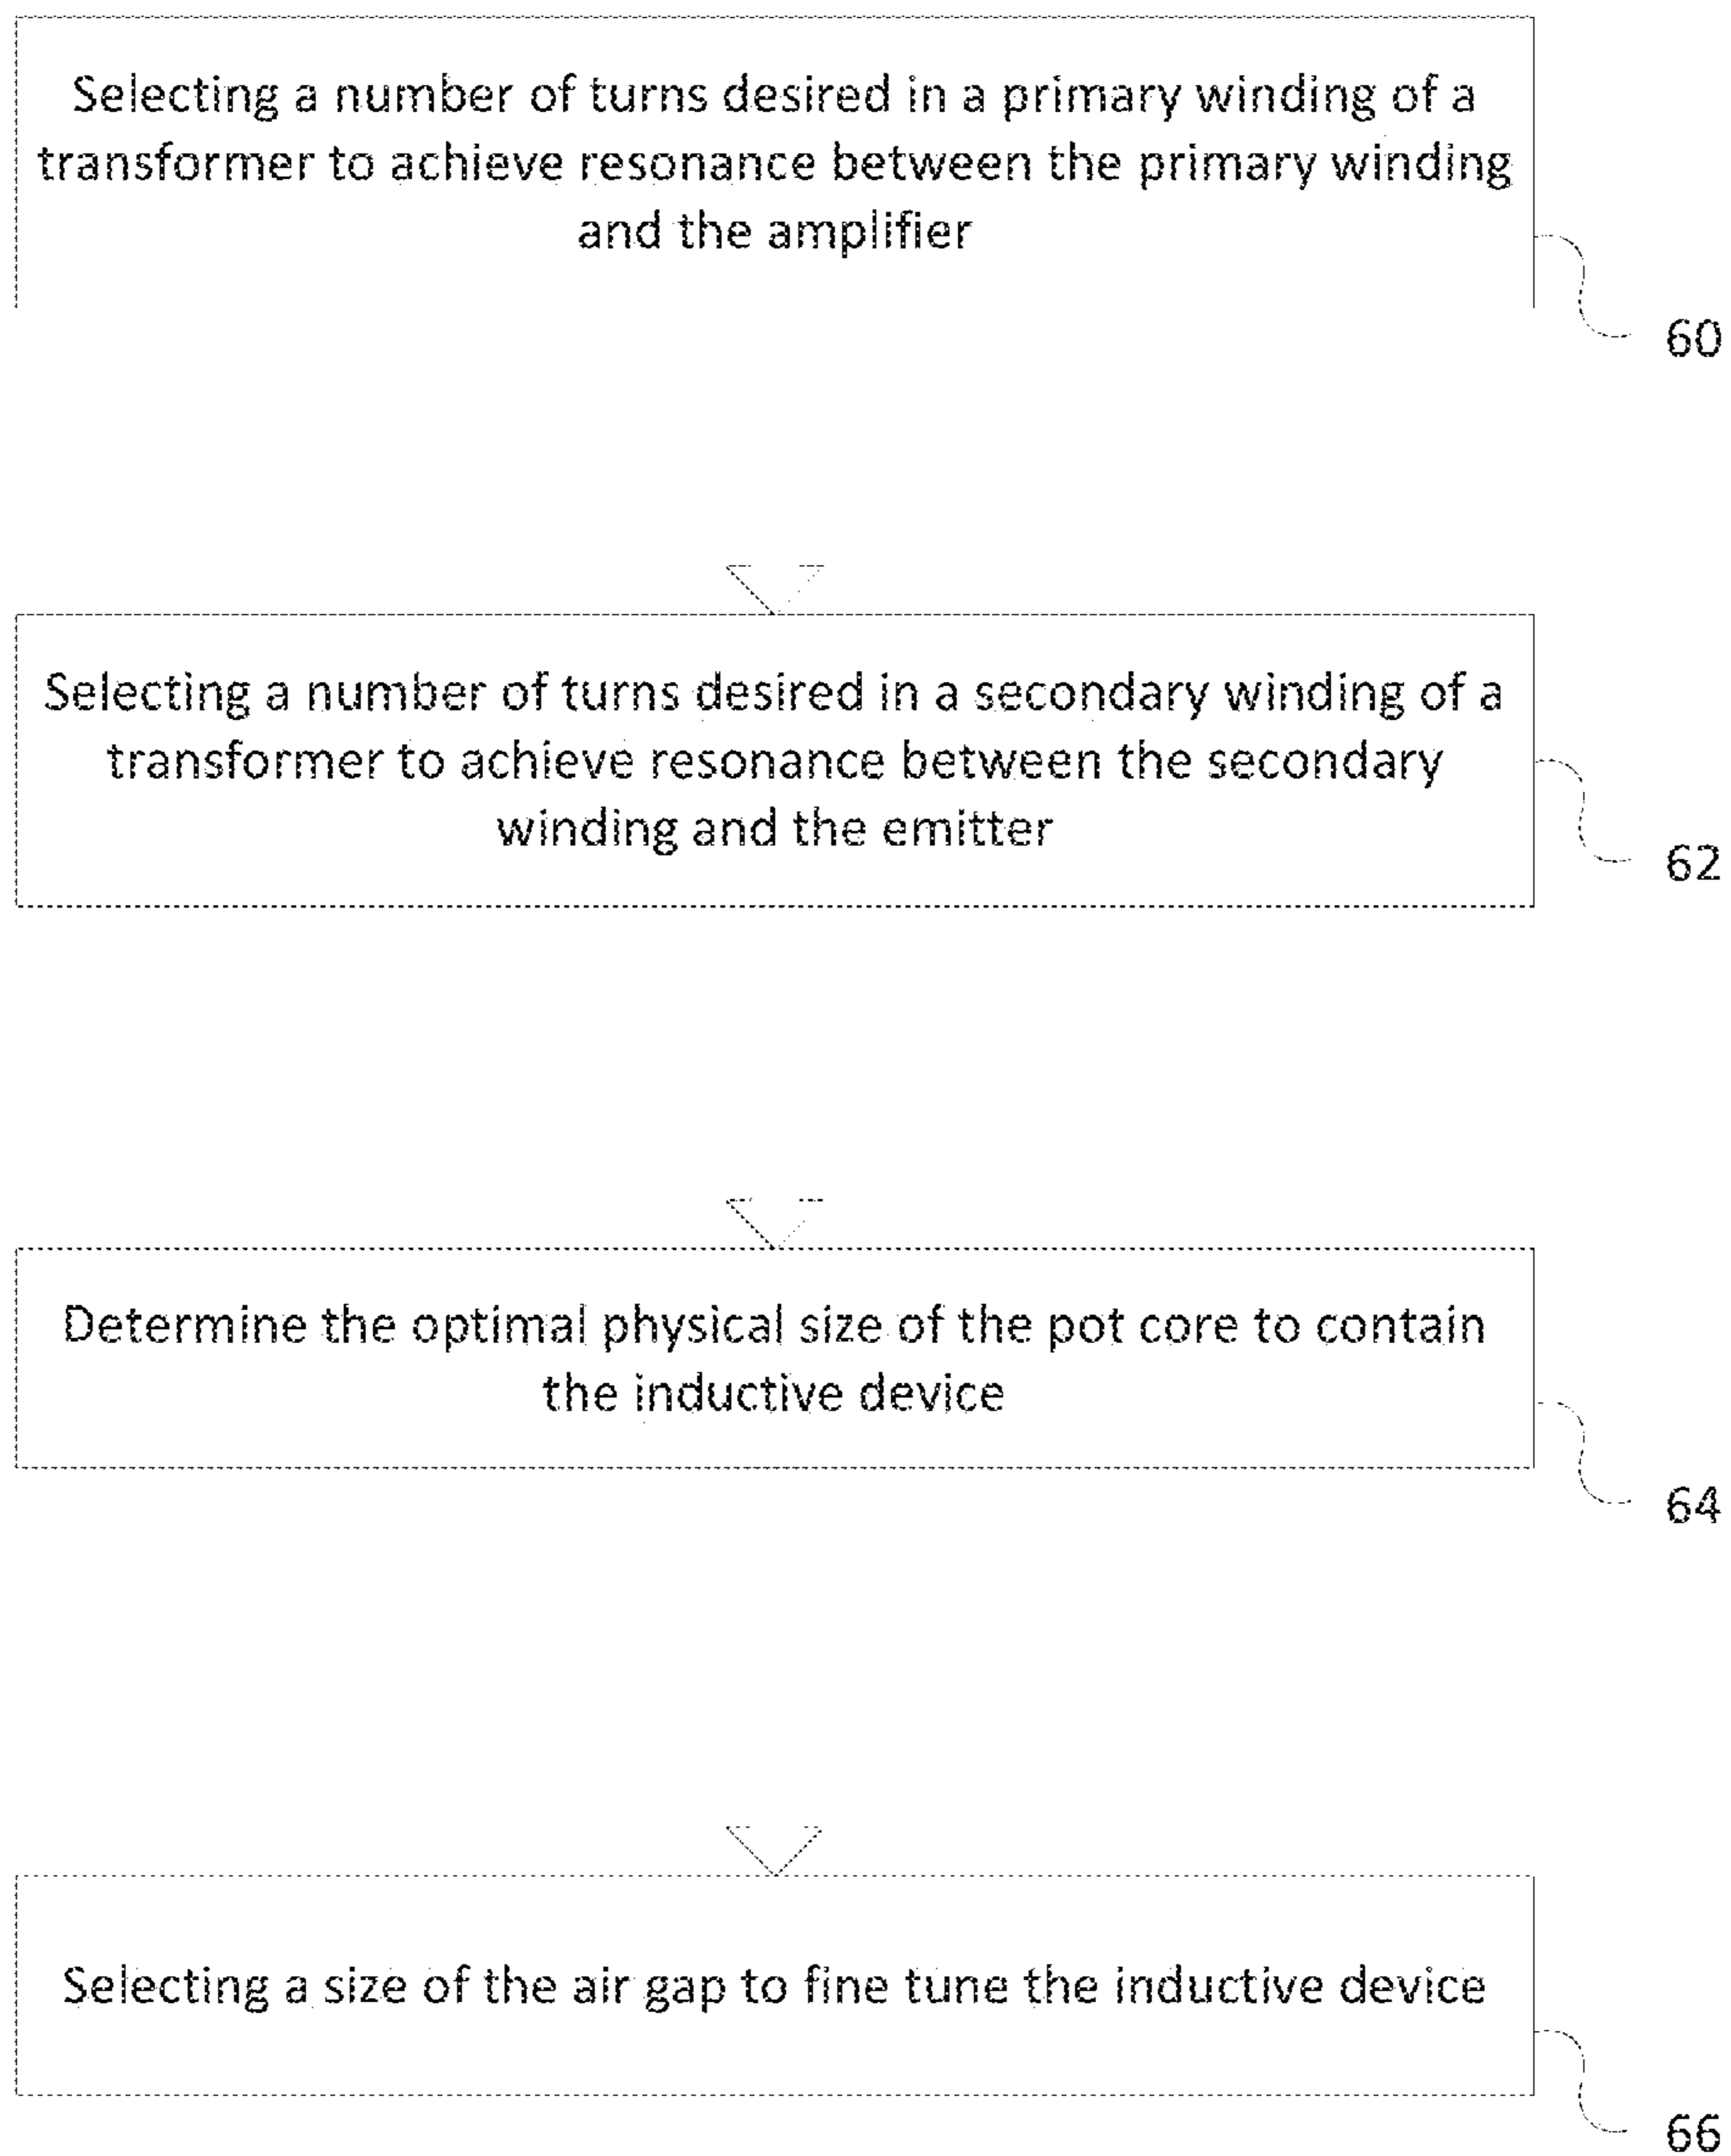 Selecting a number of turns desired in a primary winding of a
transformer to achieve resonance between the primary winding
and the amplifier
60
Selecting a number of turns desired in a secondary winding of a
transformer to achieve resonance between the secondary
winding and the emitter
62
Determine the optimal physical size of the pot core to contain
the inductive device
64
Selecting a size of the air gap to fine tune the inductive device
66